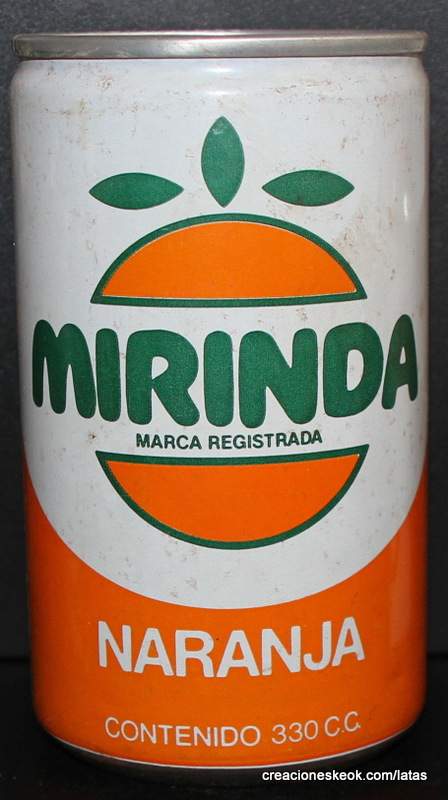 MIRINDA
MARCA REGISTRADA
NARANJA
CONTENIDO 330 C.C.
creacioneskeok.com/latas